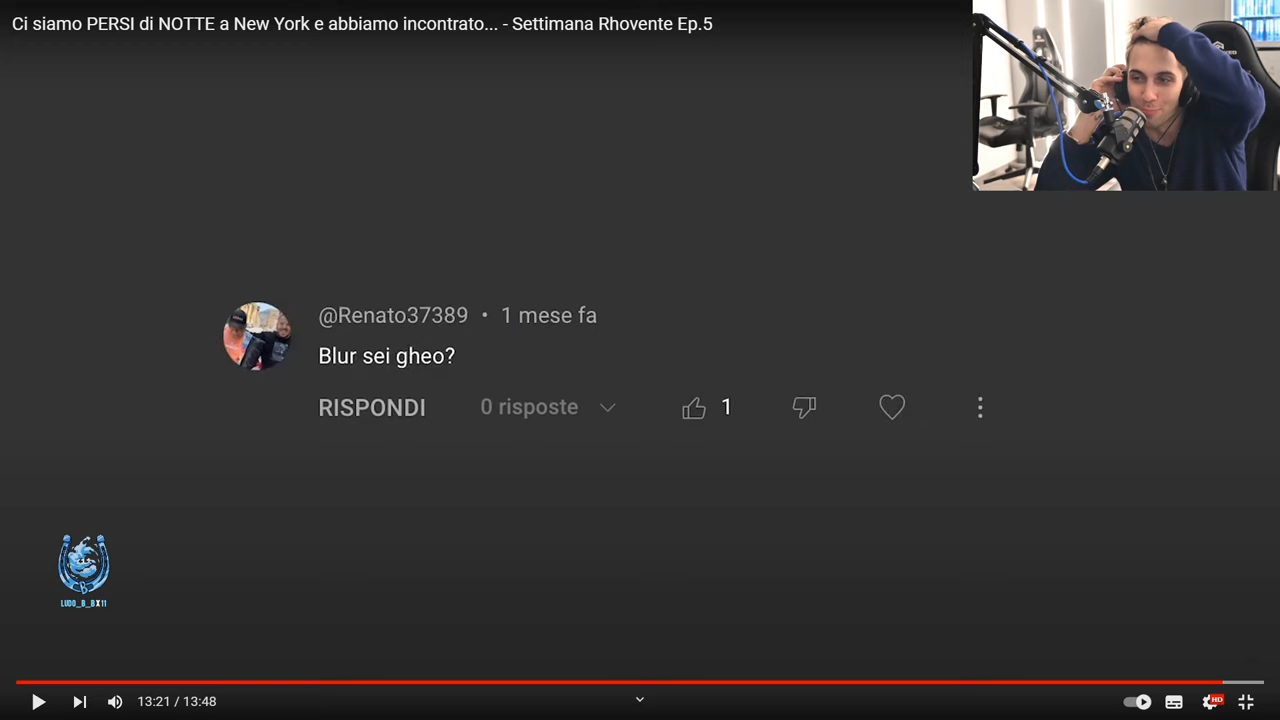 Ci siamo PERSI di NOTTE a New York e abbiamo incontrato... - Settimana Rhovente Ep.5
@Renato37389 • 1 mese fa
Blur sei gheo?
RISPONDI 0 risposte 1
LUDO_B_BX11
13:21 / 13:48
HD